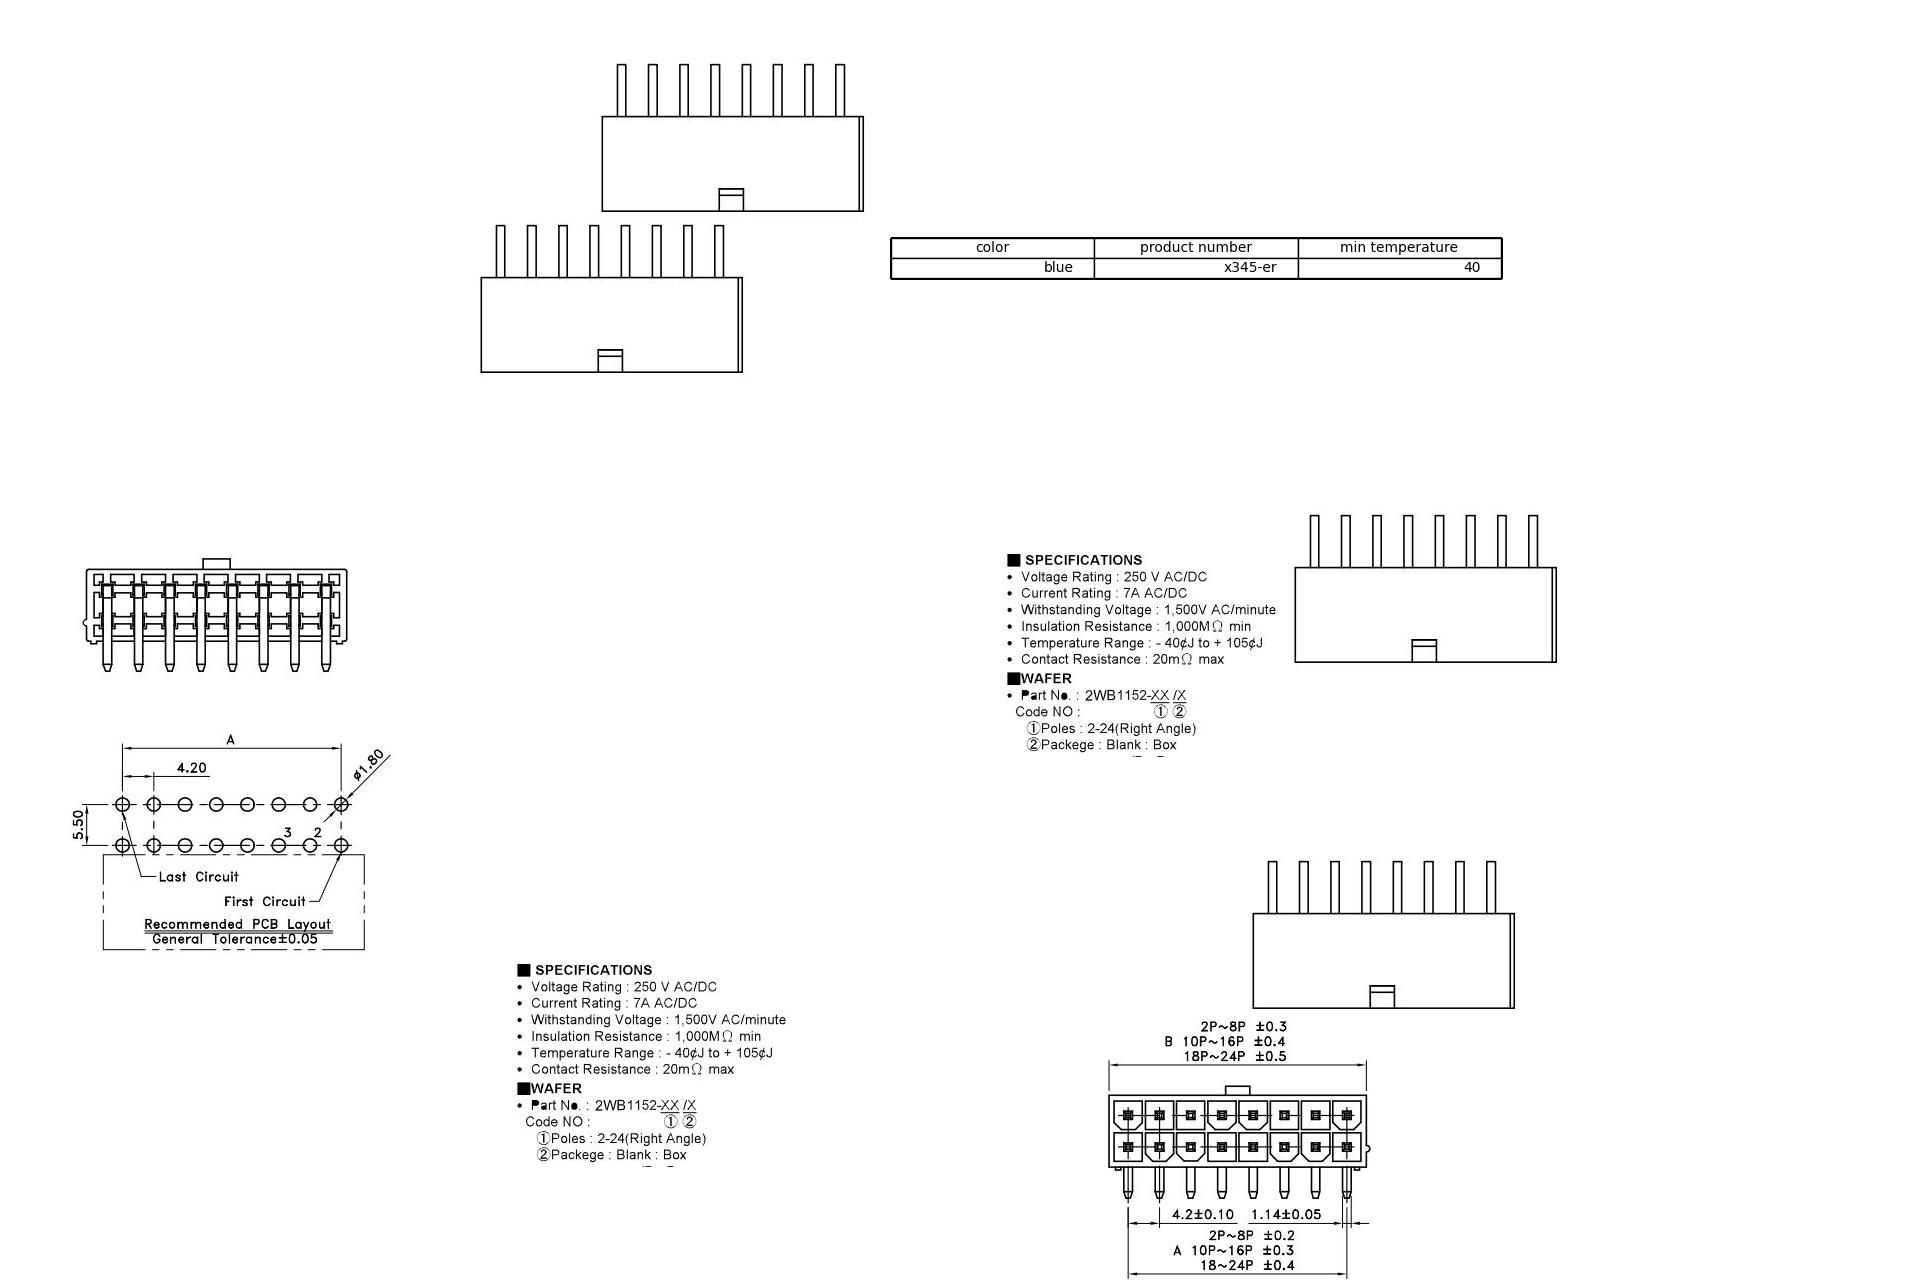 color product number min temperature
blue x345-er 40
■ SPECIFICATIONS
• Voltage Rating : 250 V AC/DC
• Current Rating : 7A AC/DC
• Withstanding Voltage : 1,500V AC/minute
• Insulation Resistance : 1,000MΩ min
• Temperature Range : - 40¢J to + 105¢J
• Contact Resistance : 20mΩ max
■WAFER
• Part No. : 2WB1152-XX /X
Code NO : ① ②
①Poles : 2-24(Right Angle)
②Packege : Blank : Box
A
4.20
ø1.80
5.50
3 2
Last Circuit
First Circuit
Recommended PCB Layout
General Tolerance±0.05
■ SPECIFICATIONS
• Voltage Rating : 250 V AC/DC
• Current Rating : 7A AC/DC
• Withstanding Voltage : 1,500V AC/minute
• Insulation Resistance : 1,000MΩ min
• Temperature Range : - 40¢J to + 105¢J
• Contact Resistance : 20mΩ max
■WAFER
• Part No. : 2WB1152-XX /X
Code NO : ① ②
①Poles : 2-24(Right Angle)
②Packege : Blank : Box
2P~8P ±0.3
B 10P~16P ±0.4
18P~24P ±0.5
4.2±0.10 1.14±0.05
2P~8P ±0.2
A 10P~16P ±0.3
18~24P ±0.4